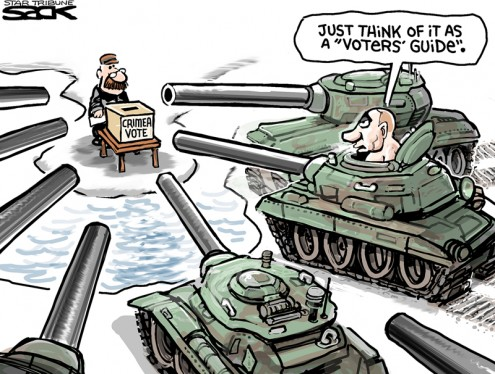 STAR TRIBUNE
SACK
JUST THINK OF IT AS
A "VOTERS' GUIDE".
CRIMEA
VOTE